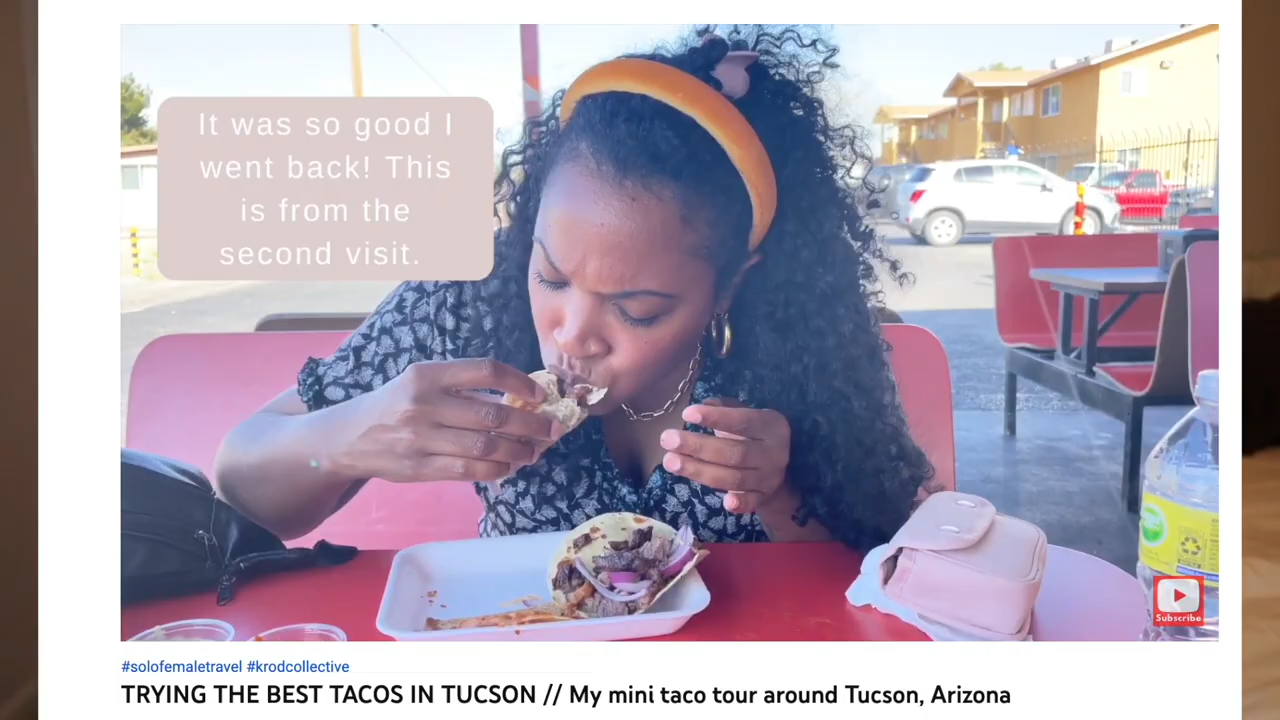 It was so good I
went back! This
is from the
second visit.
Subscribe
#solofemaletravel #krodcollective
TRYING THE BEST TACOS IN TUCSON // My mini taco tour around Tucson, Arizona